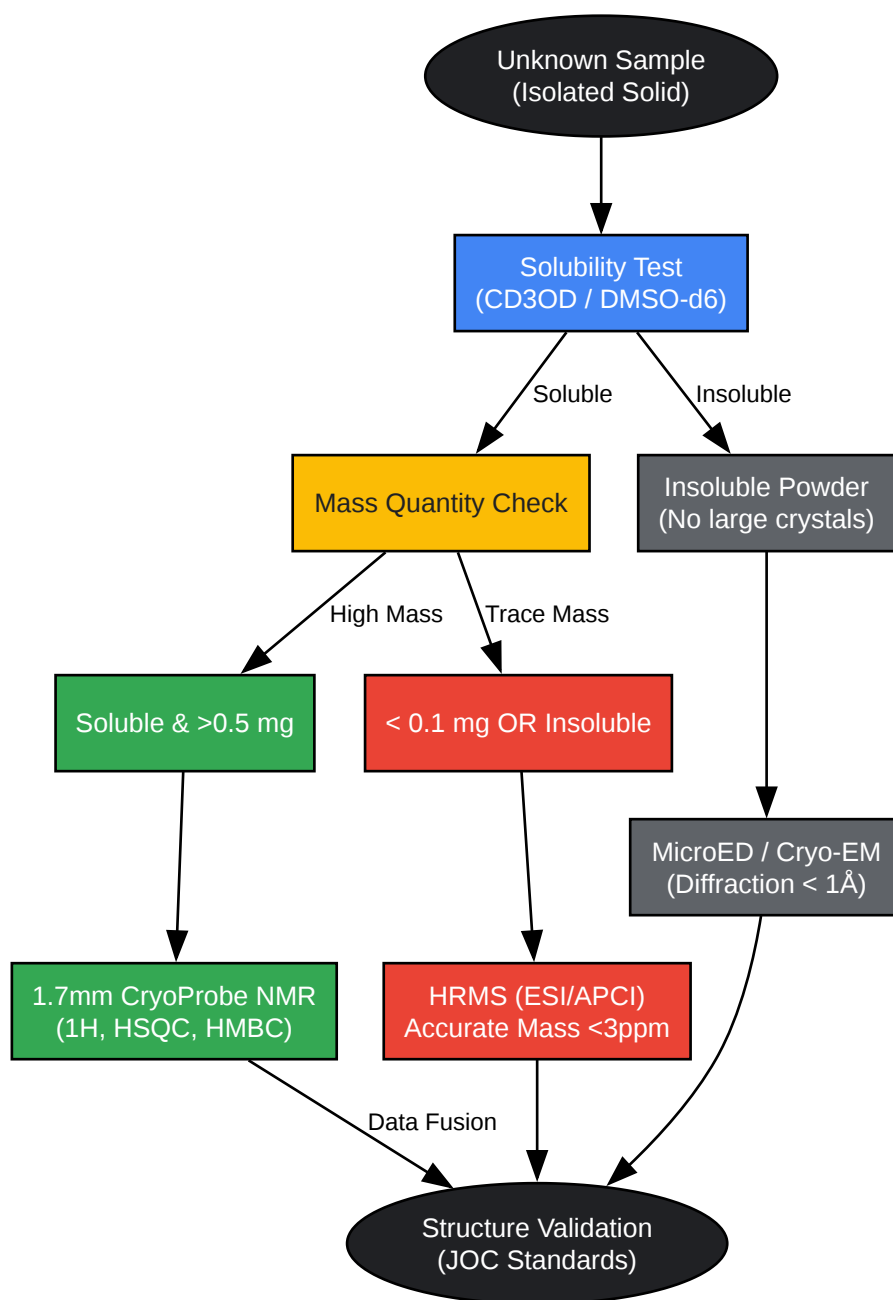 Unknown Sample
(Isolated Solid)
Solubility Test
(CD3OD / DMSO-d6)
Soluble
Insoluble
Mass Quantity Check
Insoluble Powder
(No large crystals)
High Mass
Trace Mass
Soluble & >0.5 mg
< 0.1 mg OR Insoluble
MicroED / Cryo-EM
(Diffraction < 1Å)
1.7mm CryoProbe NMR
(1H, HSQC, HMBC)
HRMS (ESI/APCI)
Accurate Mass <3ppm
Data Fusion
Structure Validation
(JOC Standards)